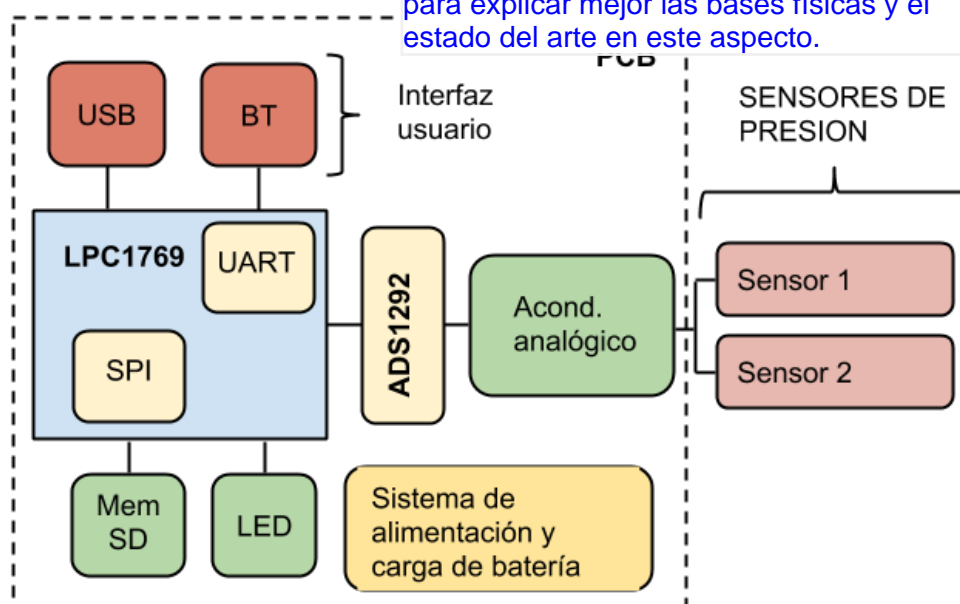 para explicar mejor las bases físicas y el
estado del arte en este aspecto.
PCB
USB
BT
Interfaz
usuario
SENSORES DE
PRESION
LPC1769
UART
SPI
ADS1292
Acond.
analógico
Sensor 1
Sensor 2
Mem
SD
LED
Sistema de
alimentación y
carga de batería